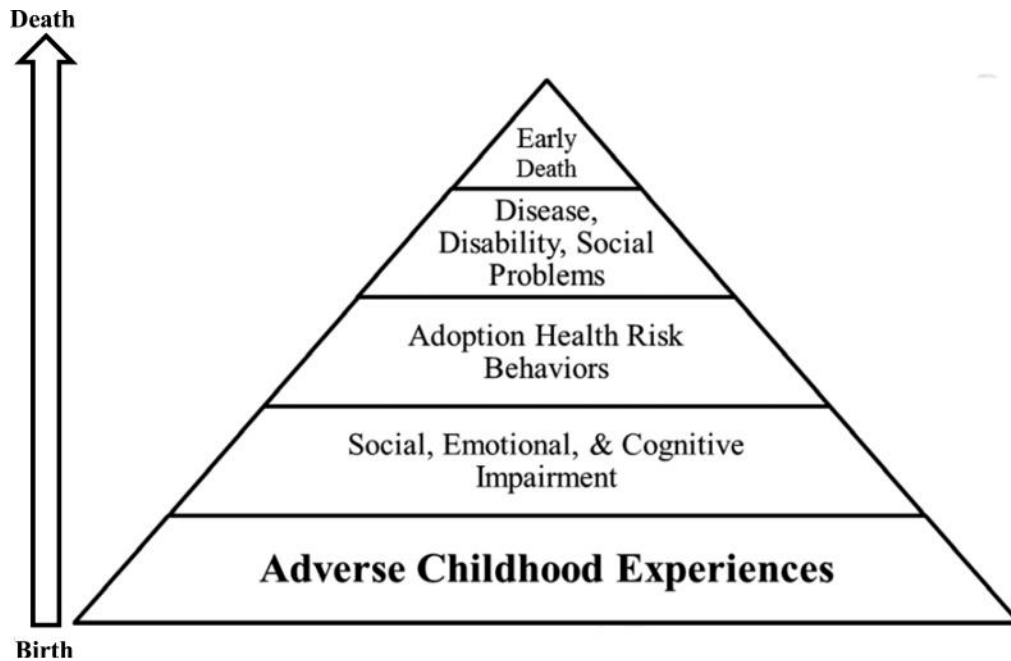 Death
Early
Death
Disease,
Disability, Social
Problems
Adoption Health Risk
Behaviors
Social, Emotional, & Cognitive
Impairment
Adverse Childhood Experiences
Birth